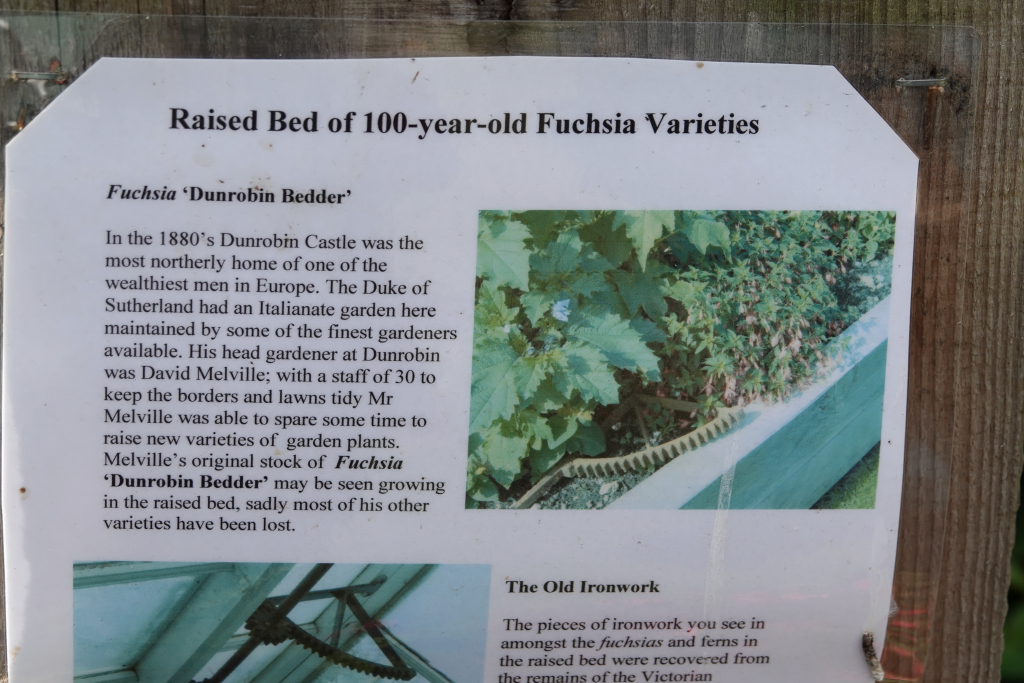 Raised Bed of 100-year-old Fuchsia Varieties
Fuchsia ‘Dunrobin Bedder’
In the 1880’s Dunrobin Castle was the
most northerly home of one of the
wealthiest men in Europe. The Duke of
Sutherland had an Italianate garden here
maintained by some of the finest gardeners
available. His head gardener at Dunrobin
was David Melville; with a staff of 30 to
keep the borders and lawns tidy Mr
Melville was able to spare some time to
raise new varieties of garden plants.
Melville’s original stock of Fuchsia
‘Dunrobin Bedder’ may be seen growing
in the raised bed, sadly most of his other
varieties have been lost.
The Old Ironwork
The pieces of ironwork you see in
amongst the fuchsias and ferns in
the raised bed were recovered from
the remains of the Victorian